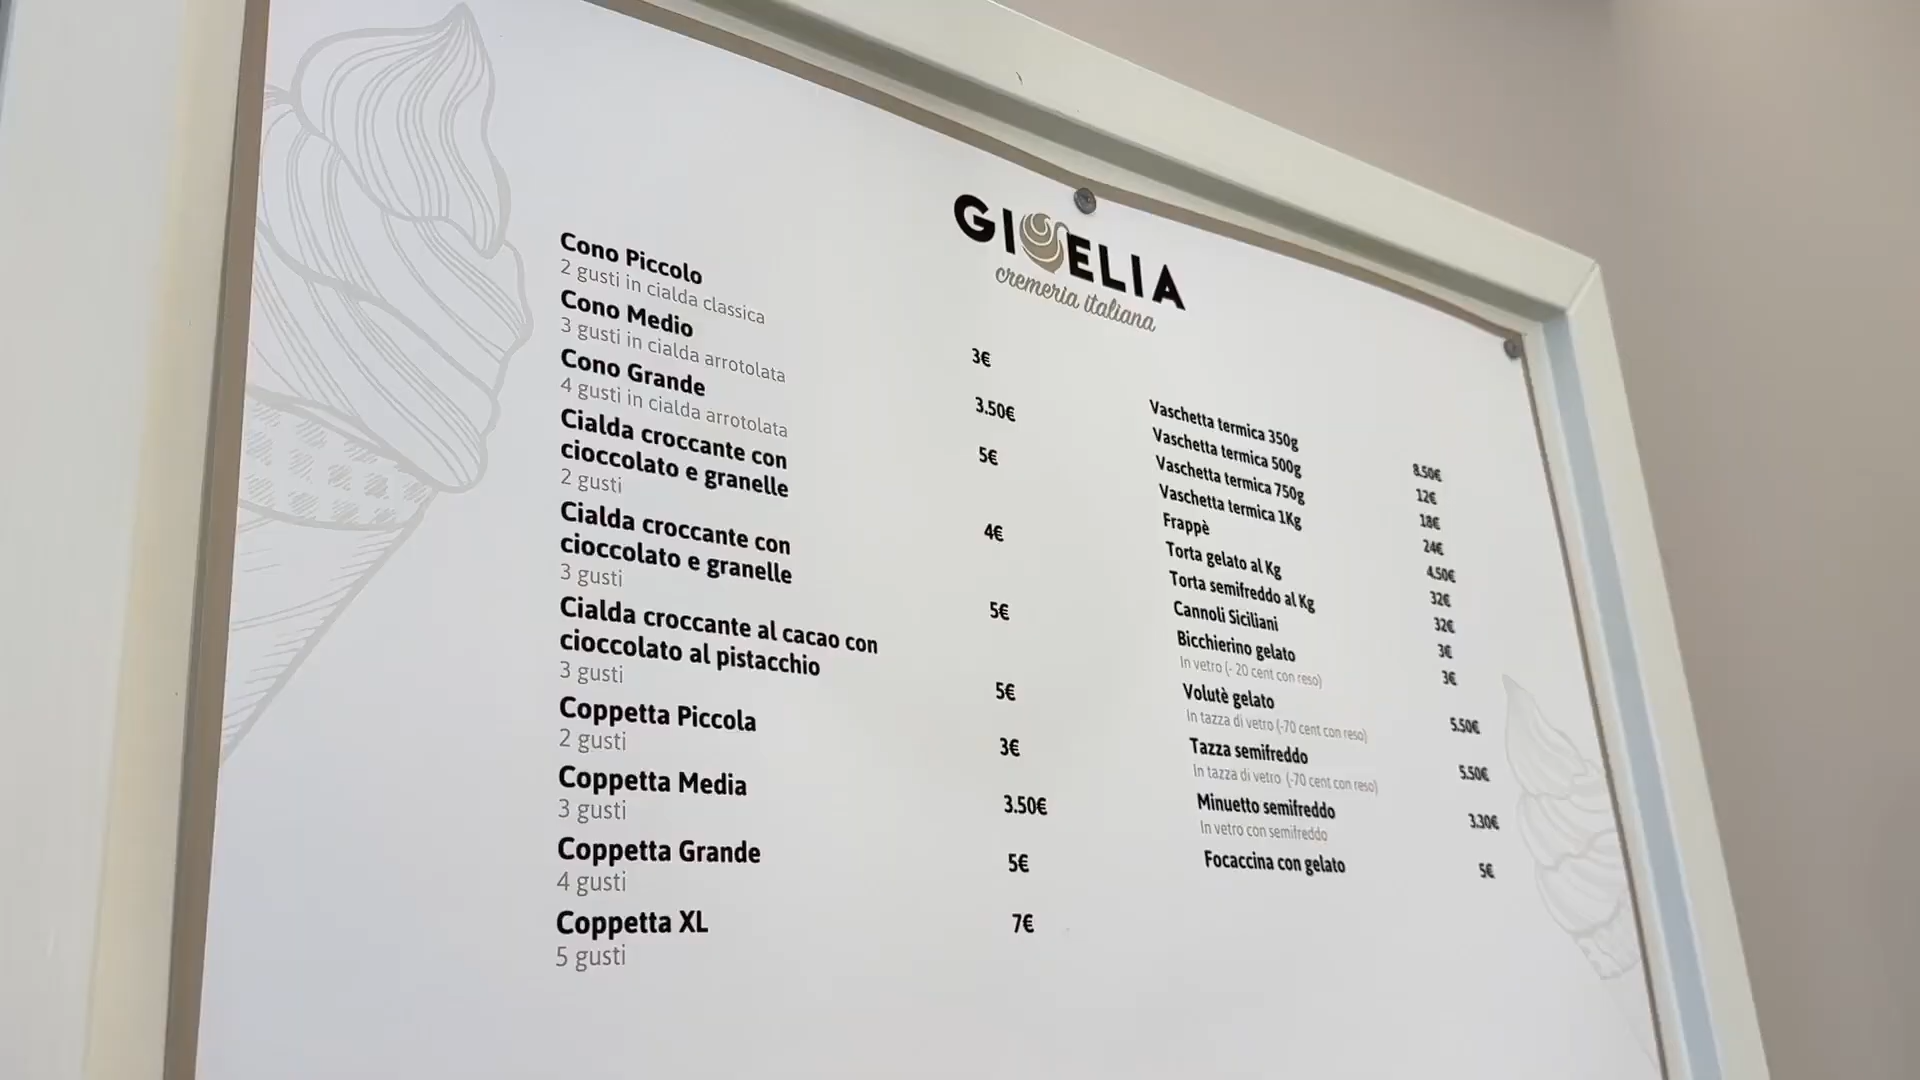 GIOELIA
cremeria italiana
Cono Piccolo
2 gusti in cialda classica
3€
Cono Medio
3 gusti in cialda arrotolata
3.50€
Cono Grande
4 gusti in cialda arrotolata
5€
Cialda croccante con
cioccolato e granelle
2 gusti
4€
Cialda croccante con
cioccolato e granelle
3 gusti
5€
Cialda croccante al cacao con
cioccolato al pistacchio
3 gusti
5€
Coppetta Piccola
2 gusti
3€
Coppetta Media
3 gusti
3.50€
Coppetta Grande
4 gusti
5€
Coppetta XL
5 gusti
7€
Vaschetta termica 350g 8.50€
Vaschetta termica 500g 12€
Vaschetta termica 750g 18€
Vaschetta termica 1Kg 24€
Frappè 4.50€
Torta gelato al Kg 32€
Torta semifreddo al Kg 32€
Cannoli Siciliani 3€
Bicchierino gelato 3€
In vetro (- 20 cent con reso)
Volutè gelato 5.50€
In tazza di vetro (-70 cent con reso)
Tazza semifreddo 5.50€
In tazza di vetro (-70 cent con reso)
Minuetto semifreddo 3.30€
In vetro con semifreddo
Focaccina con gelato 5€